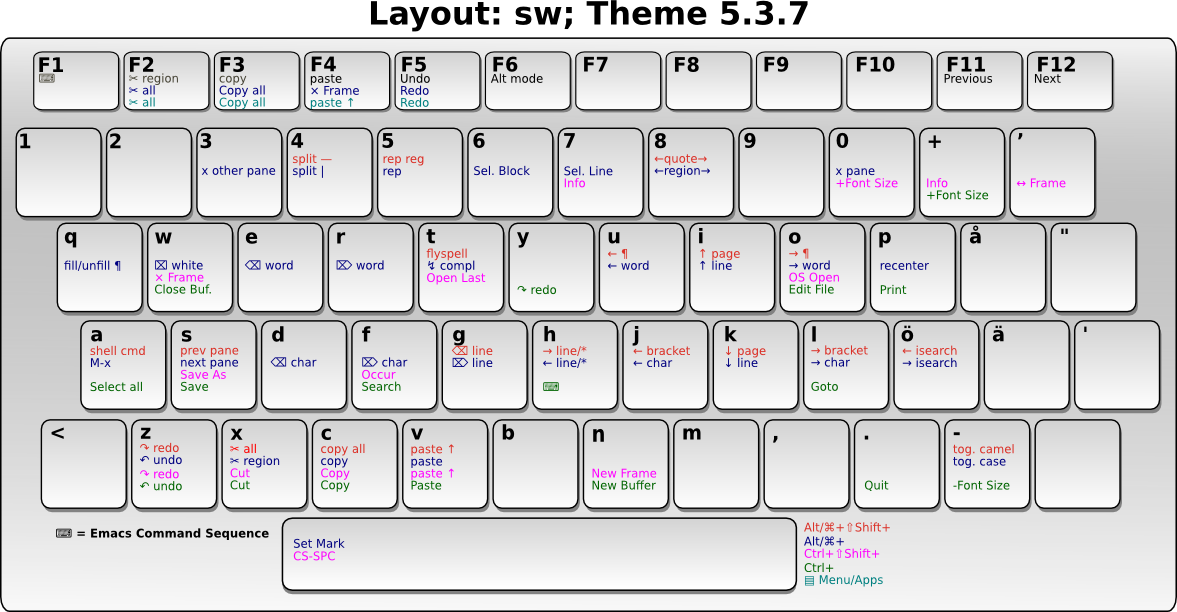 Layout: sw; Theme 5.3.7
F1
⌨
F2
✂ region
✂ all
✂ all
F3
copy
Copy all
Copy all
F4
paste
× Frame
paste ↑
F5
Undo
Redo
Redo
F6
Alt mode
F7
F8
F9
F10
F11
Previous
F12
Next
1
2
3
x other pane
4
split —
split |
5
rep reg
rep
6
Sel. Block
7
Sel. Line
Info
8
←quote→
←region→
9
0
x pane
+Font Size
+
Info
+Font Size
’
↔ Frame
q
fill/unfill ¶
w
⌧ white
× Frame
Close Buf.
e
⌫ word
r
⌦ word
t
flyspell
↯ compl
Open Last
y
↷ redo
u
← ¶
← word
i
↑ page
↑ line
o
→ ¶
→ word
OS Open
Edit File
p
recenter
Print
å
"
a
shell cmd
M-x
Select all
s
prev pane
next pane
Save As
Save
d
⌫ char
f
⌦ char
Occur
Search
g
⌫ line
⌦ line
h
→ line/*
← line/*
⌨
j
← bracket
← char
k
↓ page
↓ line
l
→ bracket
→ char
Goto
ö
← isearch
→ isearch
ä
'
<
z
↷ redo
↶ undo
↷ redo
↶ undo
x
✂ all
✂ region
Cut
Cut
c
copy all
copy
Copy
Copy
v
paste ↑
paste
paste ↑
Paste
b
n
New Frame
New Buffer
m
,
.
Quit
-
tog. camel
tog. case
-Font Size
⌨ = Emacs Command Sequence
Set Mark
CS-SPC
Alt/⌘+⇧Shift+
Alt/⌘+
Ctrl+⇧Shift+
Ctrl+
▤ Menu/Apps